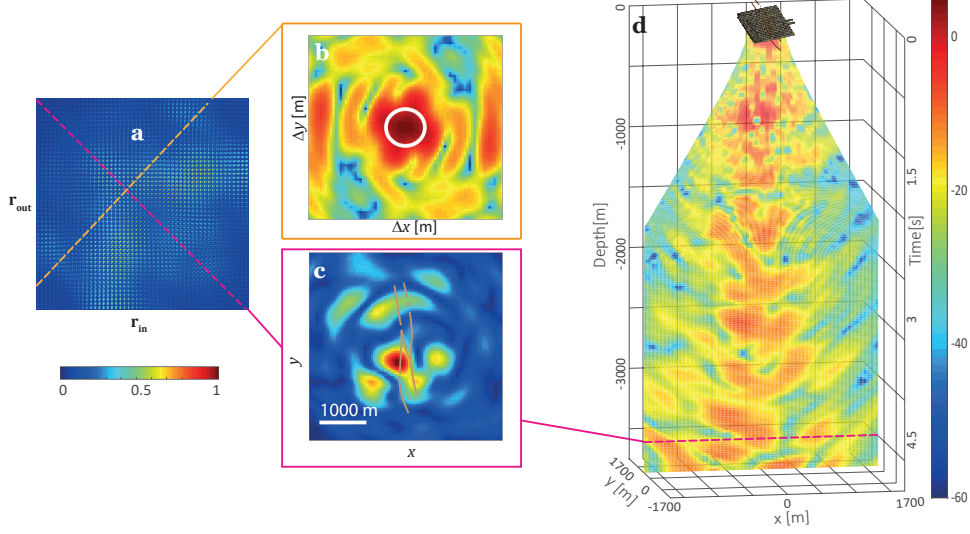 a
r_out
r_in
0 0.5 1
b
Δy [m]
Δx [m]
c
y
1000 m
x
d
0
-1000
-2000
-3000
Depth[m]
0
1.5
3
4.5
Time[s]
1700
0
-1700
y [m]
-1700
0
1700
x [m]
-0
-20
-40
-60